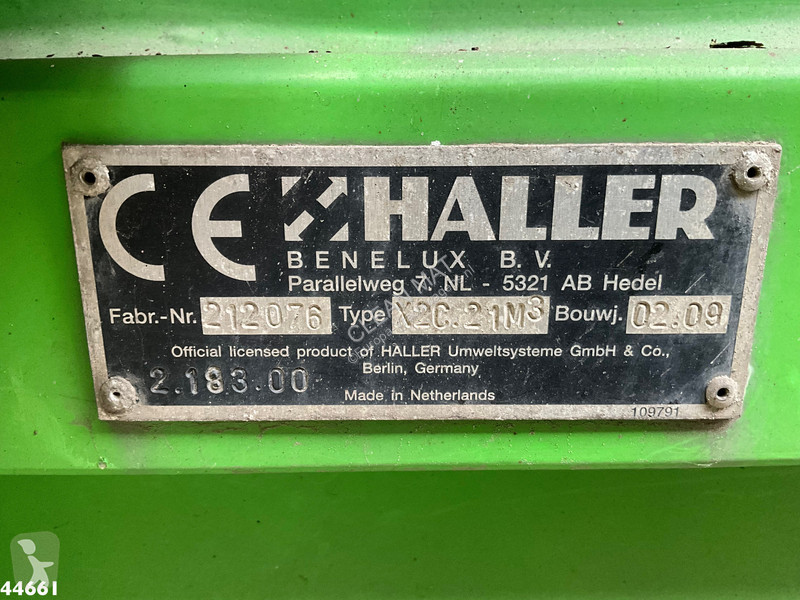 CE HALLER
BENELUX B.V.
Parallelweg 7 NL - 5321 AB Hedel
Fabr.-Nr. 212076 Type X2C.21M³ Bouwj. 02.09
Official licensed product of HALLER Umweltsysteme GmbH & Co.,
Berlin, Germany
2.183.00
Made in Netherlands
109791
44661